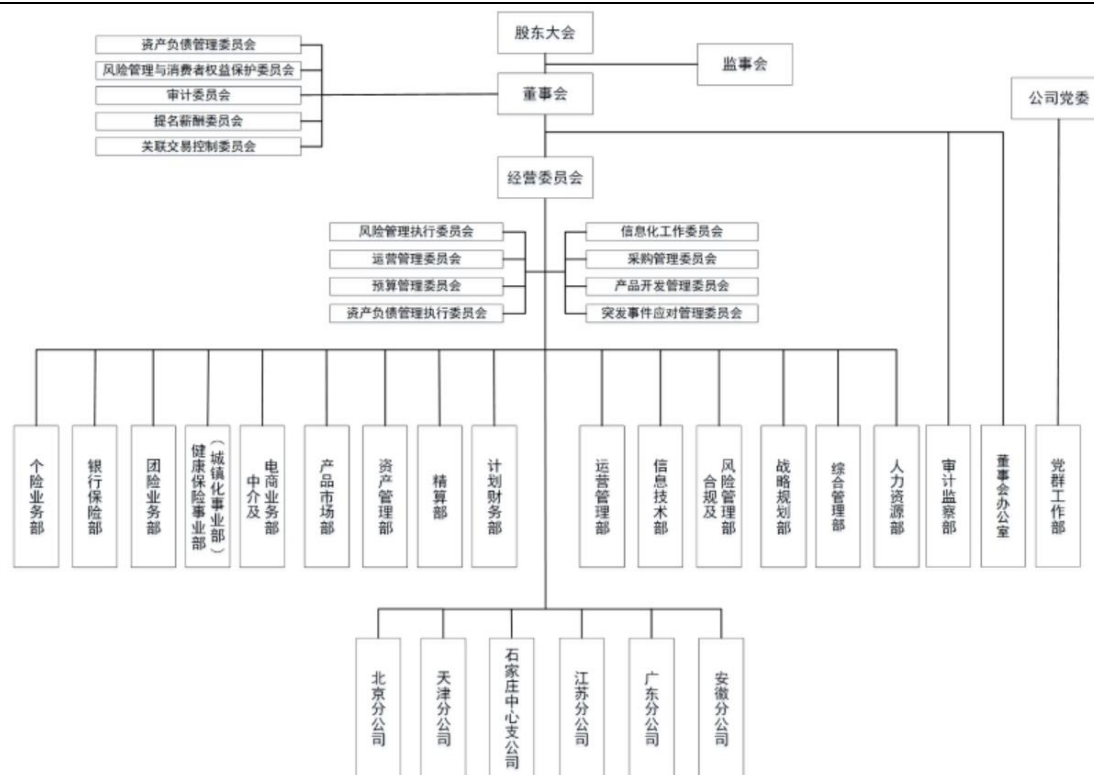 股东大会
监事会
董事会
资产负债管理委员会
风险管理与消费者权益保护委员会
审计委员会
提名薪酬委员会
关联交易控制委员会
公司党委
经营委员会
风险管理执行委员会
运营管理委员会
预算管理委员会
资产负债管理执行委员会
信息化工作委员会
采购管理委员会
产品开发管理委员会
突发事件应对管理委员会
个险业务部
银行保险部
团险业务部
健康保险事业部
（城镇化事业部）
中介及
电商业务部
产品市场部
资产管理部
精算部
计划财务部
运营管理部
信息技术部
合规及
风险管理部
战略规划部
综合管理部
人力资源部
审计监察部
董事会办公室
党群工作部
北京分公司
天津分公司
石家庄中心支公司
江苏分公司
广东分公司
安徽分公司